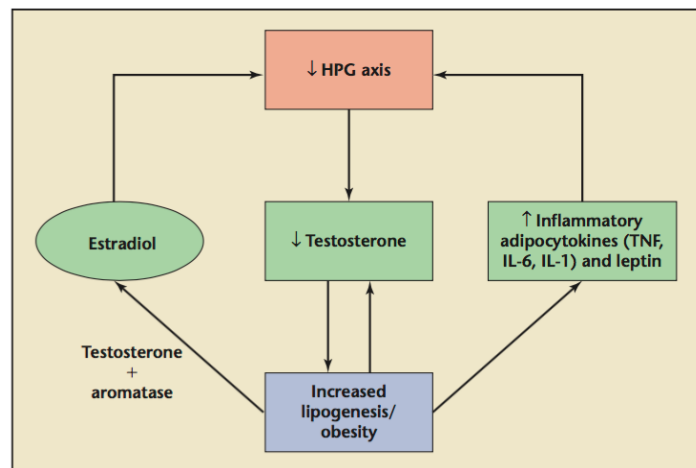 ↓ HPG axis
Estradiol
↓ Testosterone
↑ Inflammatory
adipocytokines (TNF,
IL-6, IL-1) and leptin
Testosterone
+
aromatase
Increased
lipogenesis/
obesity